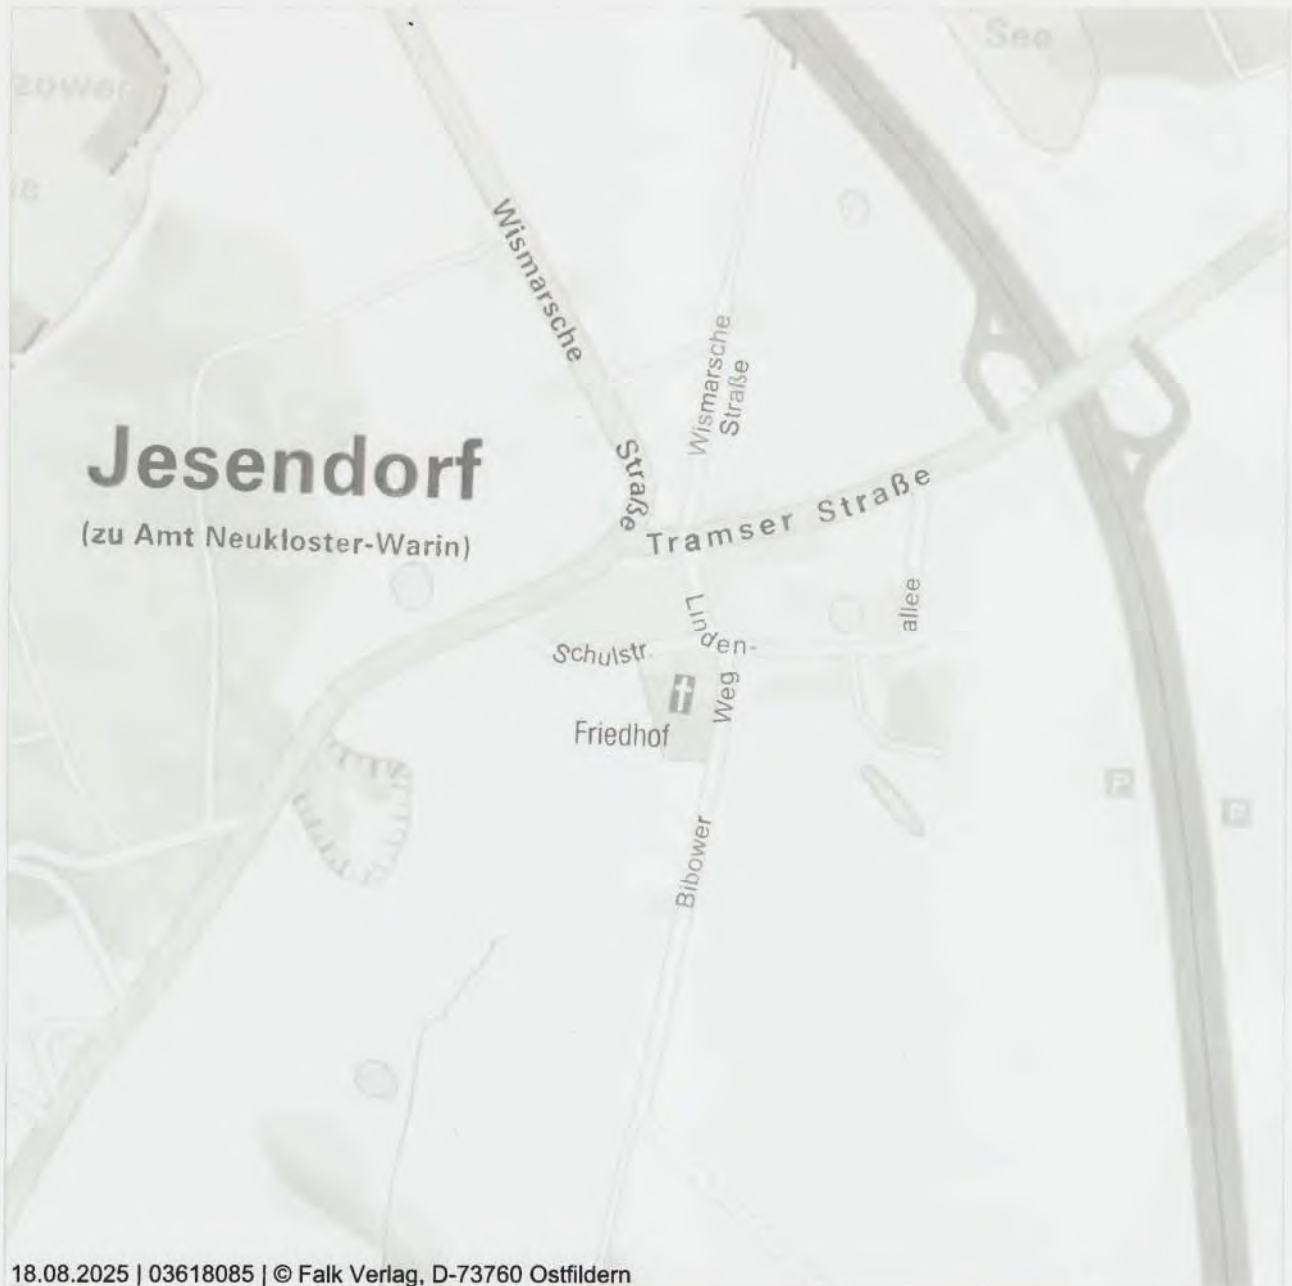 See
zower
Wismarsche
Straße
Wismarsche
Straße
Jesendorf
(zu Amt Neukloster-Warin)
Tramser Straße
Linden-
allee
Schulstr.
Weg
Friedhof
P
P
Bibower
18.08.2025 | 03618085 | © Falk Verlag, D-73760 Ostfildern